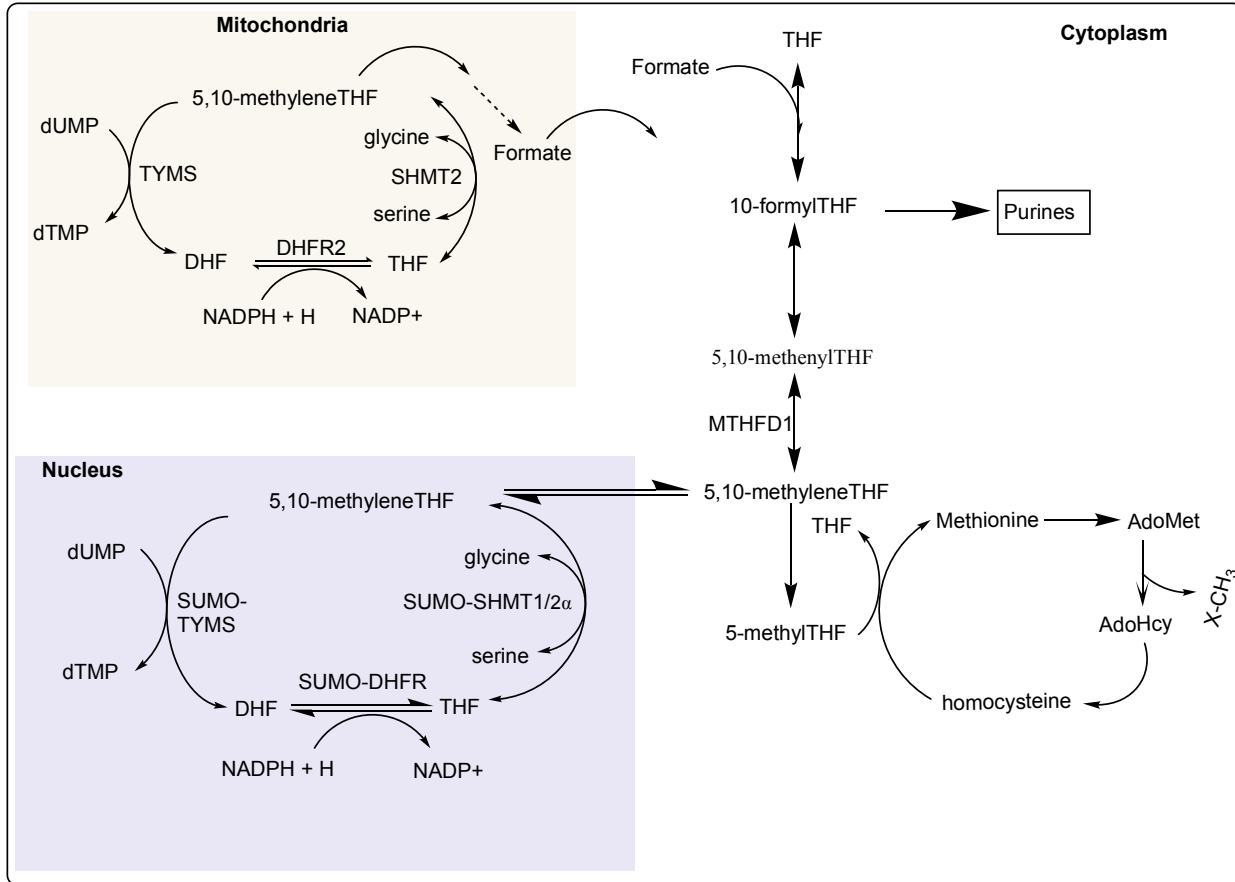 Mitochondria
5,10-methyleneTHF
dUMP
TYMS
dTMP
glycine
SHMT2
serine
DHF
DHFR2
THF
NADPH + H
NADP+
Formate
Cytoplasm
THF
Formate
10-formylTHF
Purines
5,10-methenylTHF
MTHFD1
5,10-methyleneTHF
THF
Methionine
AdoMet
X-CH3
5-methylTHF
AdoHcy
homocysteine
Nucleus
5,10-methyleneTHF
dUMP
glycine
SUMO-
TYMS
SUMO-SHMT1/2α
serine
dTMP
SUMO-DHFR
DHF
THF
NADPH + H
NADP+